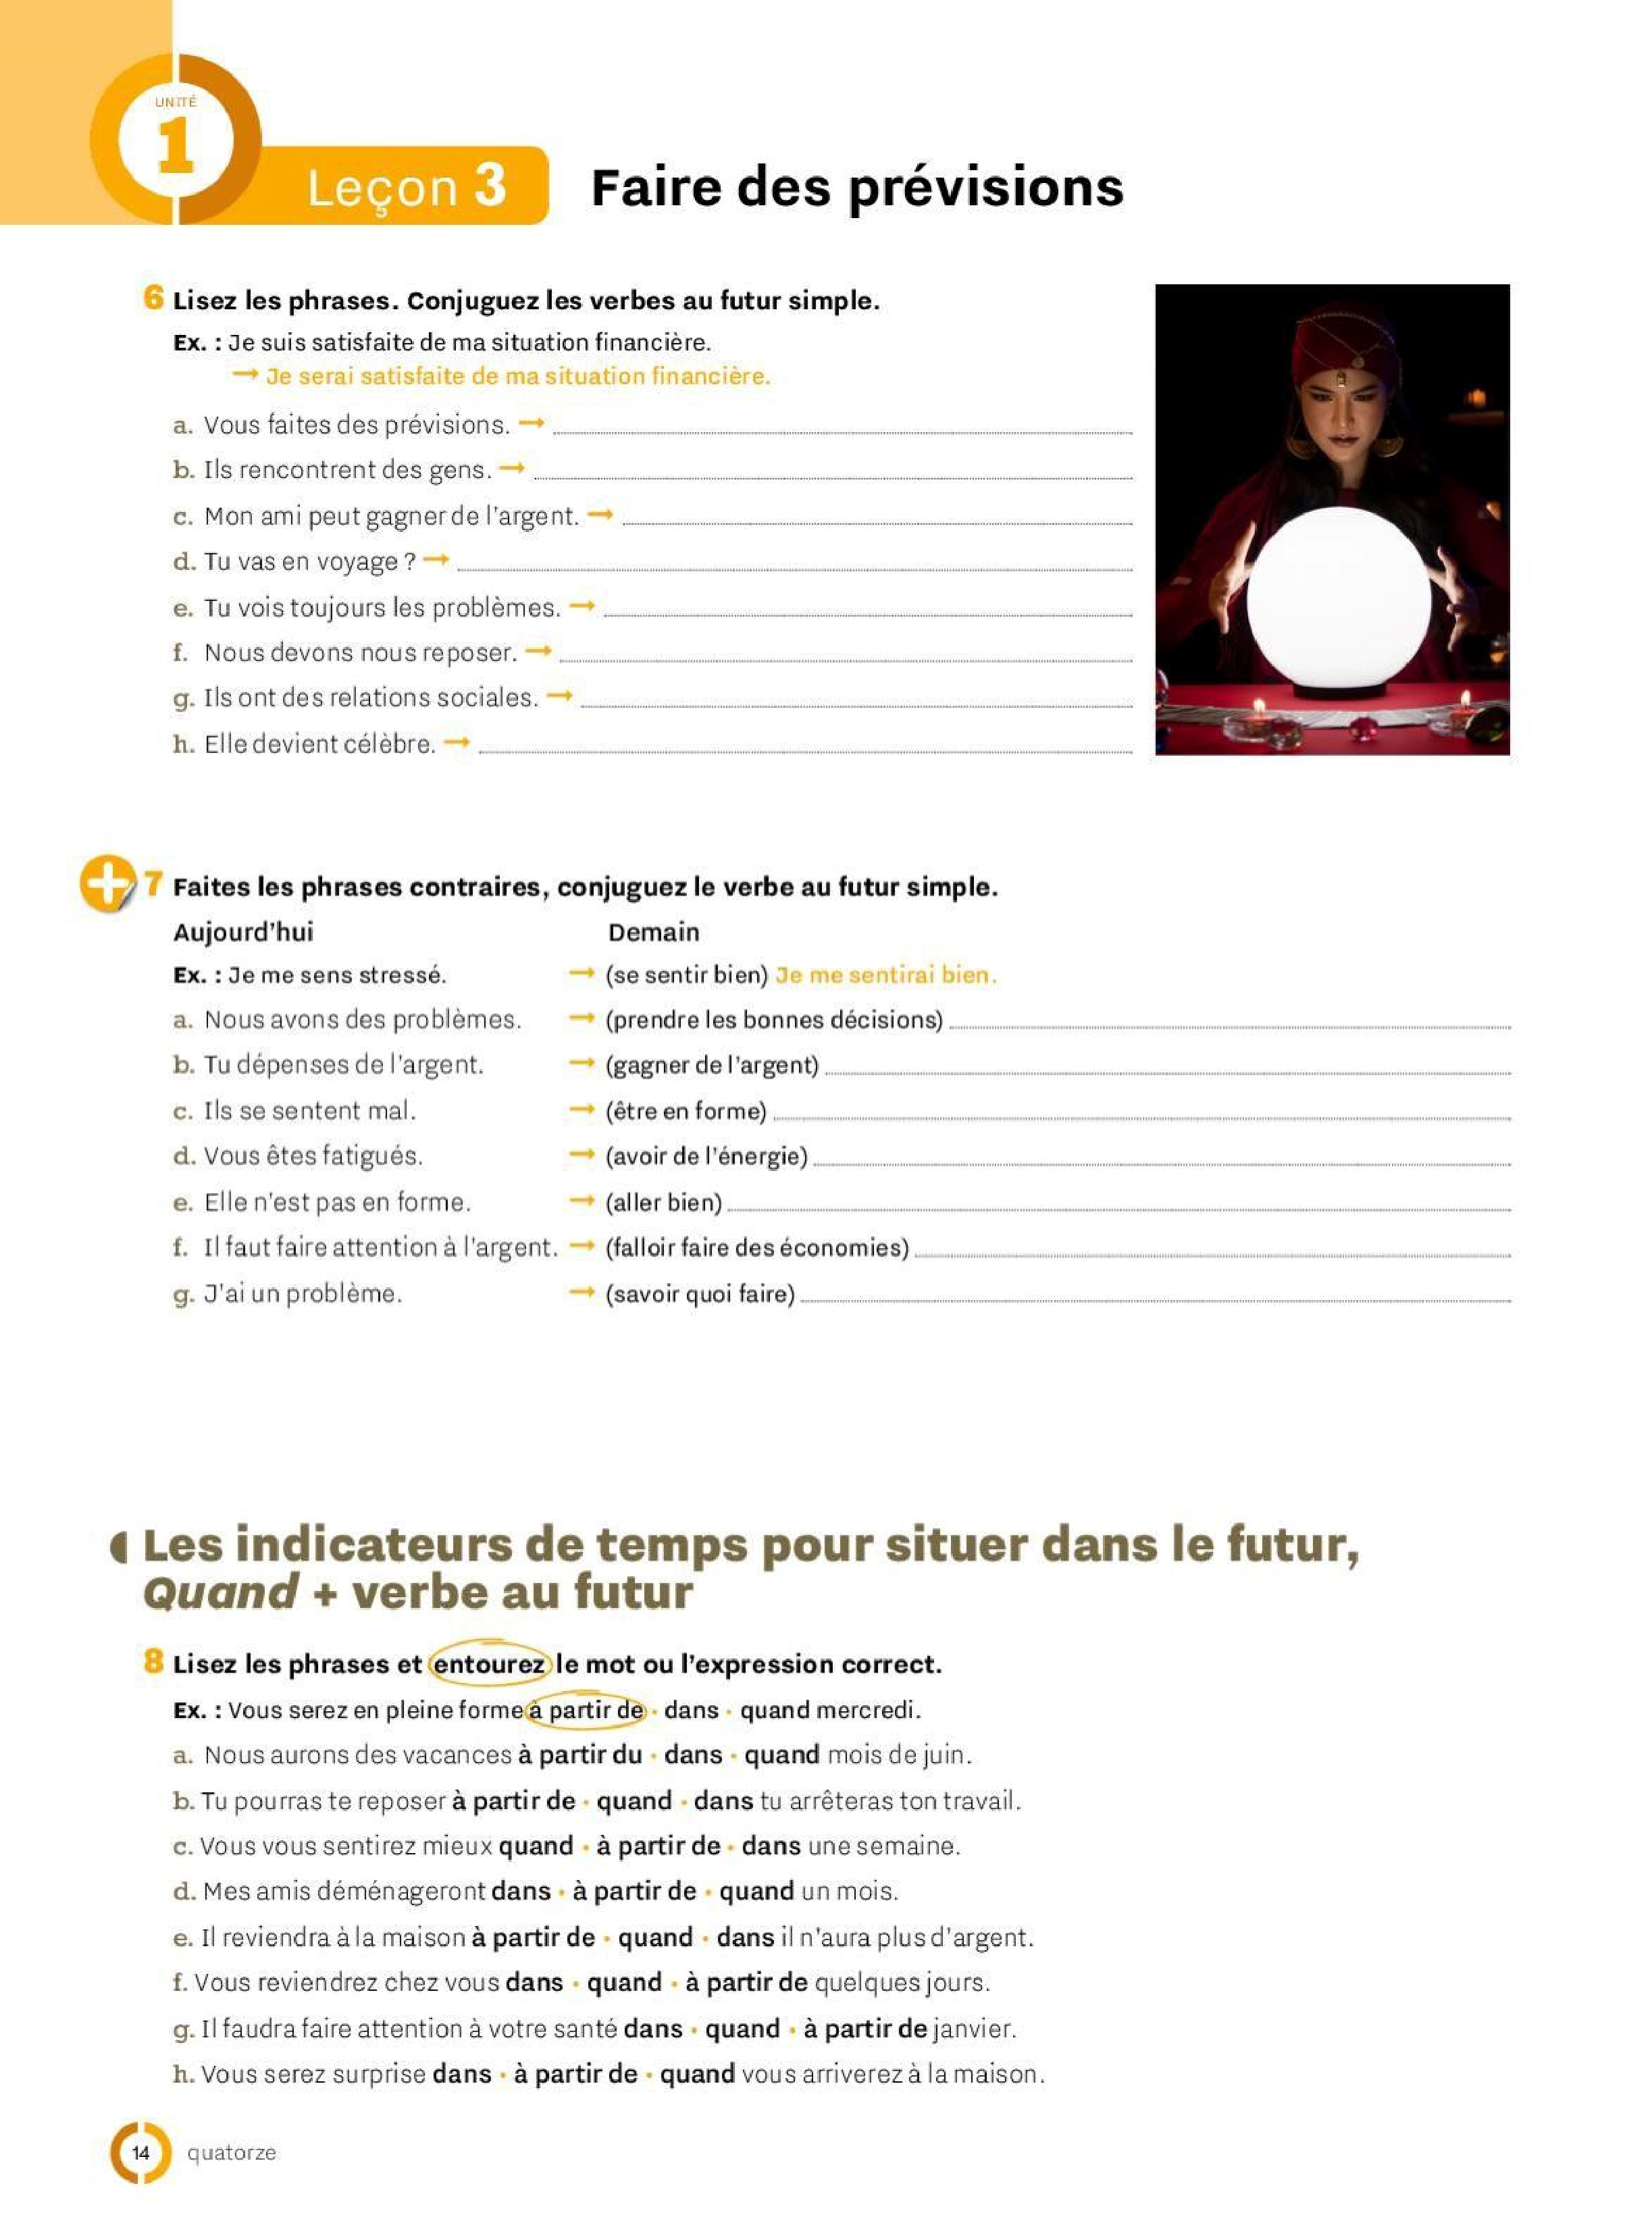 UNITÉ
1
Leçon 3
Faire des prévisions
6 Lisez les phrases. Conjuguez les verbes au futur simple.
Ex. : Je suis satisfaite de ma situation financière.
→ Je serai satisfaite de ma situation financière.
a. Vous faites des prévisions. →
b. Ils rencontrent des gens. →
c. Mon ami peut gagner de l'argent. →
d. Tu vas en voyage ? →
e. Tu vois toujours les problèmes. →
f. Nous devons nous reposer. →
g. Ils ont des relations sociales. →
h. Elle devient célèbre. →
7 Faites les phrases contraires, conjuguez le verbe au futur simple.
Aujourd'hui Demain
Ex. : Je me sens stressé. → (se sentir bien) Je me sentirai bien.
a. Nous avons des problèmes. → (prendre les bonnes décisions)
b. Tu dépenses de l'argent. → (gagner de l'argent)
c. Ils se sentent mal. → (être en forme)
d. Vous êtes fatigués. → (avoir de l'énergie)
e. Elle n'est pas en forme. → (aller bien)
f. Il faut faire attention à l'argent. → (falloir faire des économies)
g. J'ai un problème. → (savoir quoi faire)
Les indicateurs de temps pour situer dans le futur,
Quand + verbe au futur
8 Lisez les phrases et entourez le mot ou l'expression correct.
Ex. : Vous serez en pleine forme à partir de • dans • quand mercredi.
a. Nous aurons des vacances à partir du • dans • quand mois de juin.
b. Tu pourras te reposer à partir de • quand • dans tu arrêteras ton travail.
c. Vous vous sentirez mieux quand • à partir de • dans une semaine.
d. Mes amis déménageront dans • à partir de • quand un mois.
e. Il reviendra à la maison à partir de • quand • dans il n'aura plus d'argent.
f. Vous reviendrez chez vous dans • quand • à partir de quelques jours.
g. Il faudra faire attention à votre santé dans • quand • à partir de janvier.
h. Vous serez surprise dans • à partir de • quand vous arriverez à la maison.
14 quatorze